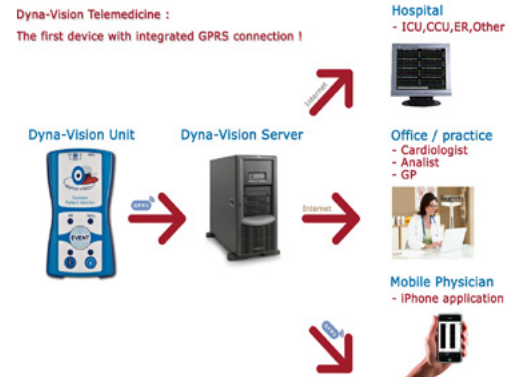 Dyna-Vision Telemedicine :
The first device with integrated GPRS connection !
Hospital
- ICU,CCU,ER,Other
Internet
Dyna-Vision Unit
Dyna-Vision Server
Office / practice
- Cardiologist
- Analist
- GP
EVENT
GPRS
Internet
Mobile Physician
- iPhone application
GPRS